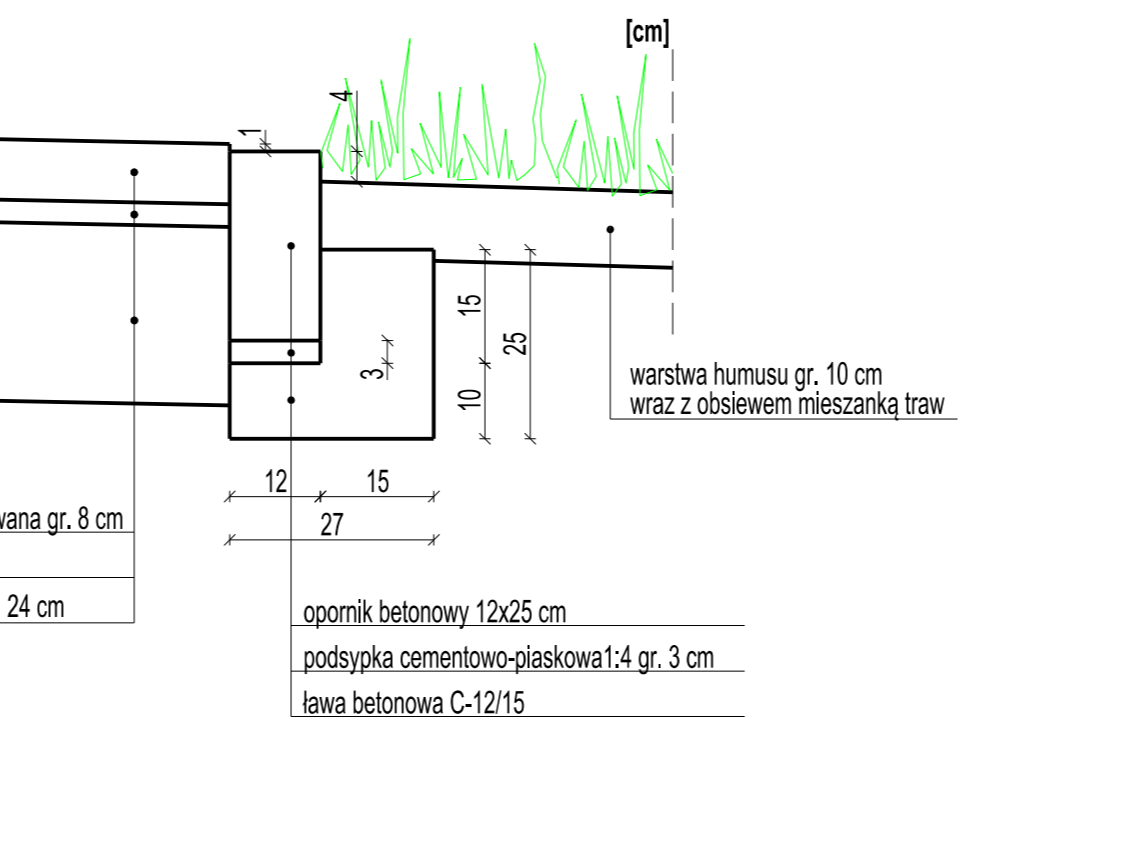 [cm]
4
1
15
25
3
10
warstwa humusu gr. 10 cm
wraz z obsiewem mieszanką traw
12 15
27
gr. 8 cm
24 cm
opornik betonowy 12x25 cm
podsypka cementowo-piaskowa1:4 gr. 3 cm
ława betonowa C-12/15